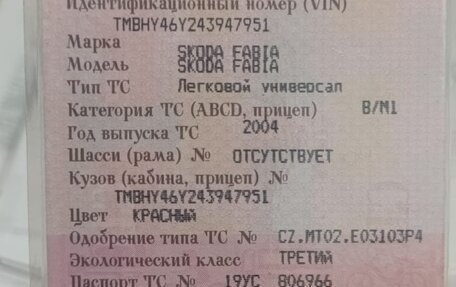 Идентификационный номер (VIN)
TMBHY46Y243947951
Марка SKODA FABIA
Модель SKODA FABIA
Тип ТС Легковой универсал
Категория ТС (ABCD, прицеп) B/M1
Год выпуска ТС 2004
Шасси (рама) № ОТСУТСТВУЕТ
Кузов (кабина, прицеп) №
TMBHY46Y243947951
Цвет КРАСНЫЙ
Одобрение типа ТС № CZ.MT02.E03103P4
Экологический класс ТРЕТИЙ
Паспорт ТС № 19УС 806966